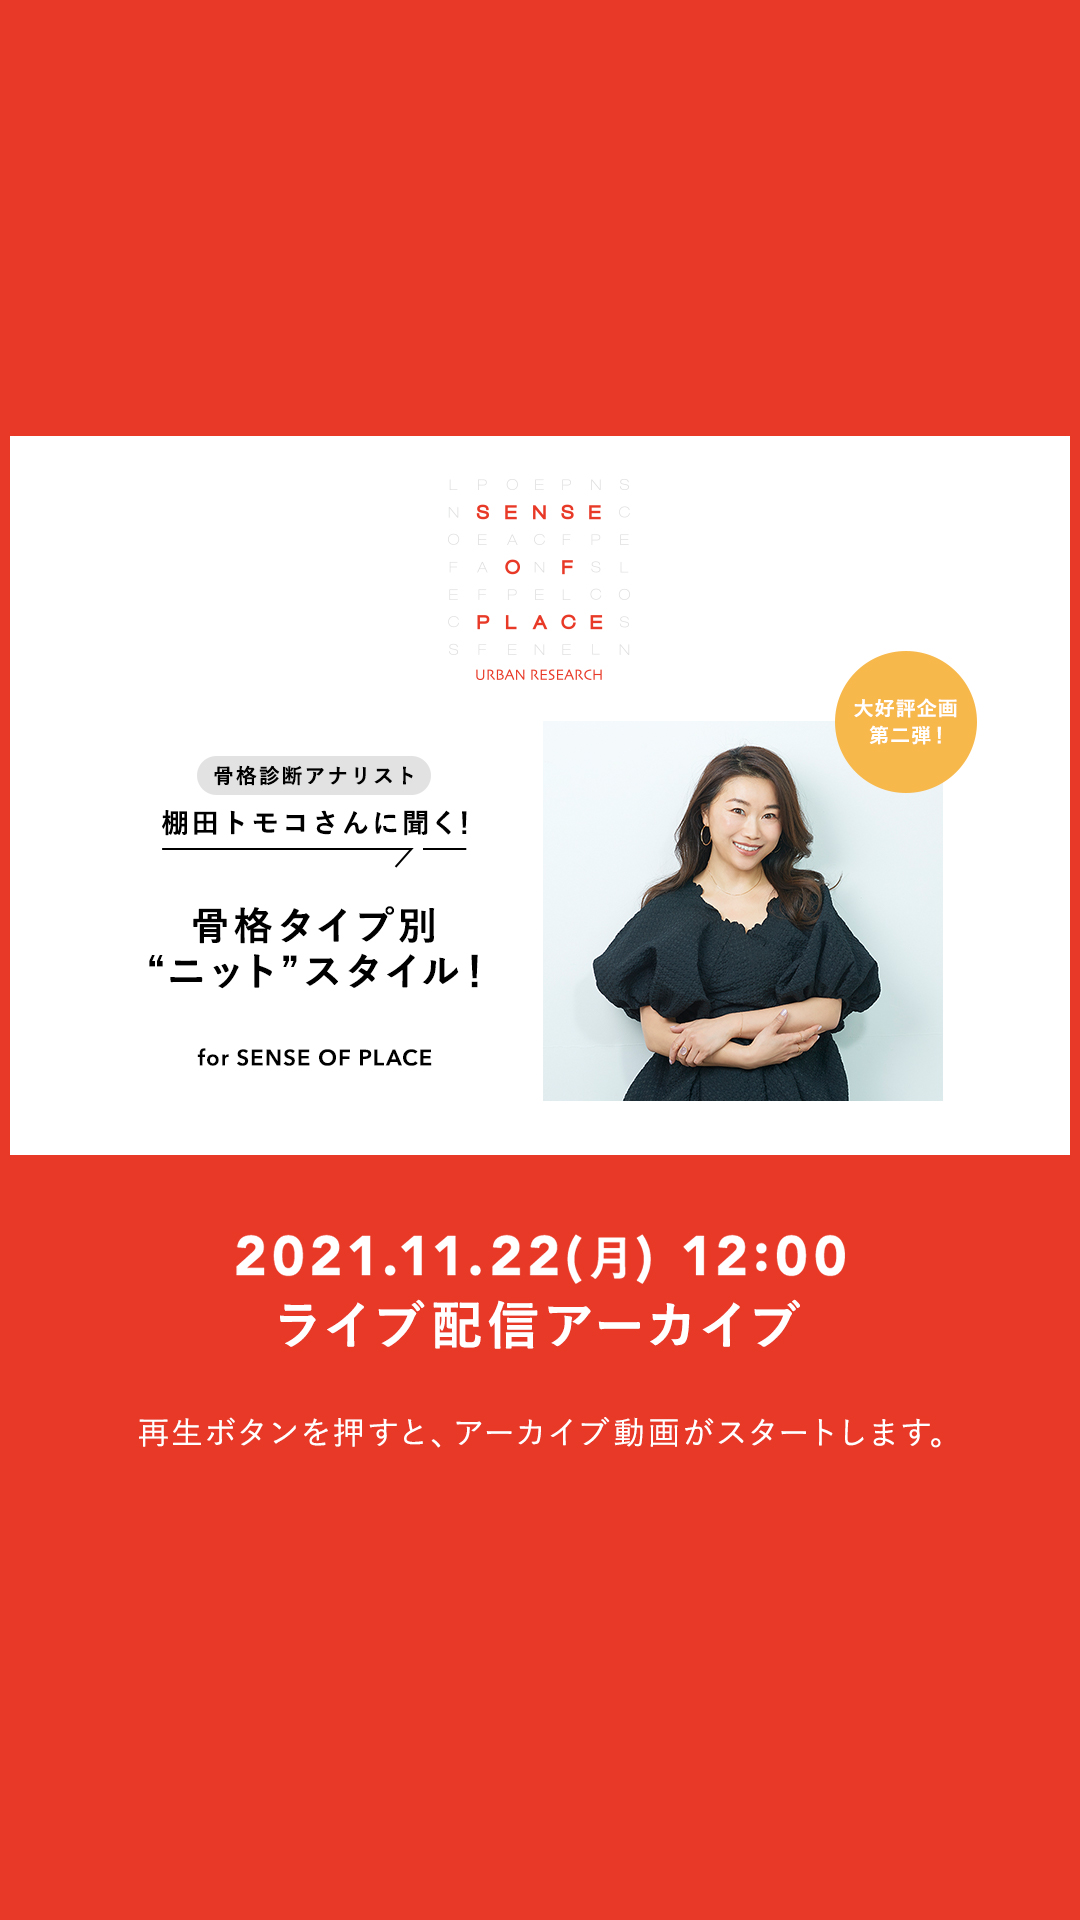 L P O E P N S
N S E N S E C
O E A C F P E
F A O N F S L
E F P E L C O
C P L A C E S
S F E N E L N
URBAN RESEARCH
大好評企画
第二弾！
骨格診断アナリスト
棚田トモコさんに聞く！
骨格タイプ別
“ニット”スタイル！
for SENSE OF PLACE
2021.11.22(月) 12:00
ライブ配信アーカイブ
再生ボタンを押すと、アーカイブ動画がスタートします。